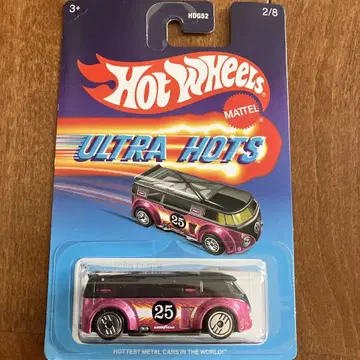 3+
HDG52
2/8
Hot Wheels
MATTEL
ULTRA HOTS
25
25
GOODYEAR
HOTTEST METAL CARS IN THE WORLD!